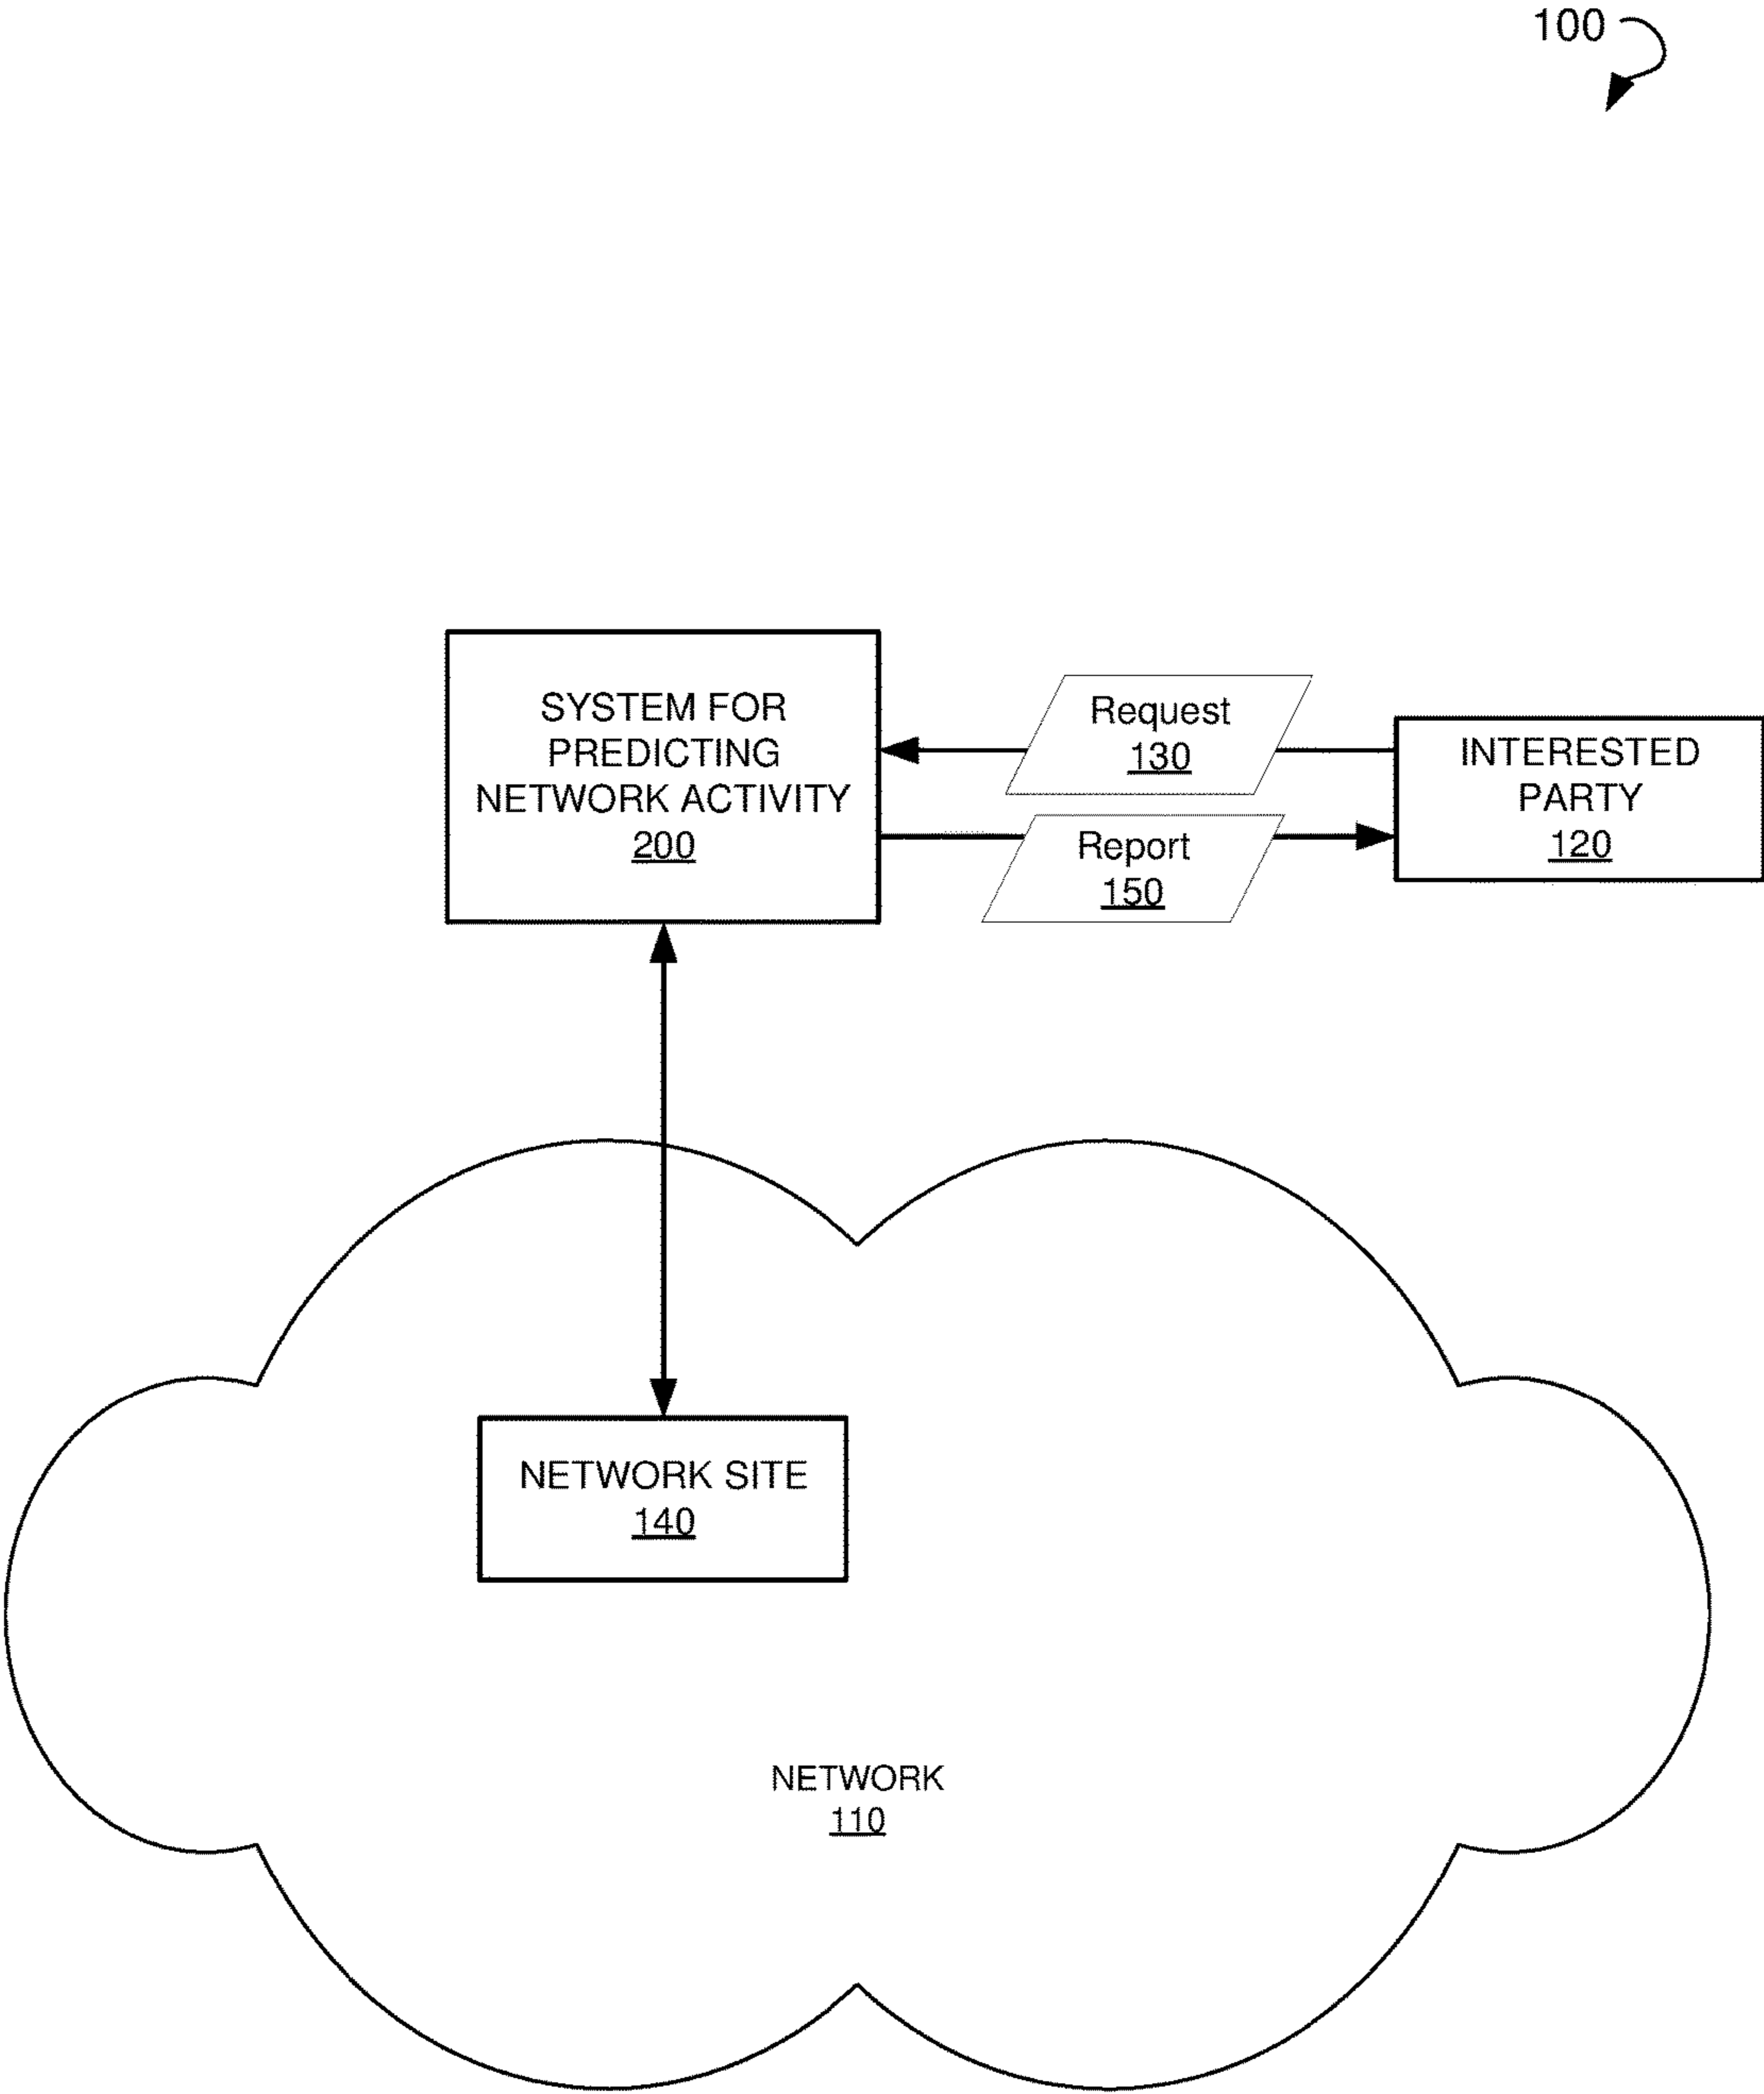 100
SYSTEM FOR
PREDICTING
NETWORK ACTIVITY
200
Request
130
Report
150
INTERESTED
PARTY
120
NETWORK SITE
140
NETWORK
110